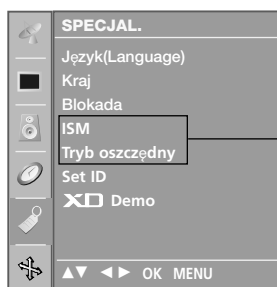 SPECJAL.
Język(Language)
Kraj
Blokada
ISM
Tryb oszczędny
Set ID
XD Demo
▲▼ ◄► OK MENU